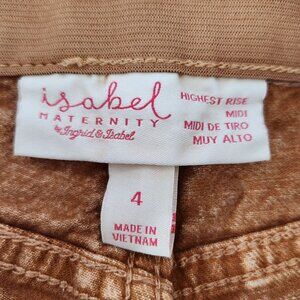 isabel
MATERNITY
by Ingrid & Isabel
HIGHEST RISE
MIDI
MIDI DE TIRO
MUY ALTO
4
MADE IN
VIETNAM